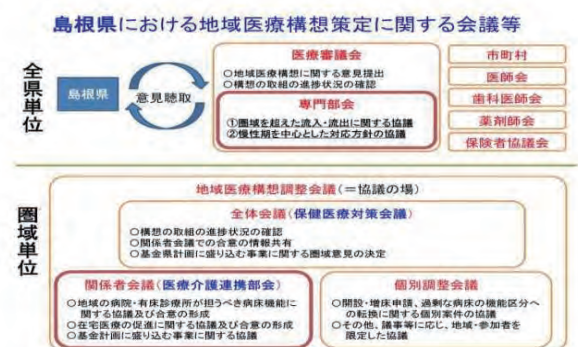 島根県における地域医療構想策定に関する会議等
全県単位
島根県
意見聴取
医療審議会
○地域医療構想に関する意見提出
○構想の取組の進捗状況の確認
専門部会
①圏域を超えた流入・流出に関する協議
②慢性期を中心とした対応方針の協議
市町村
医師会
歯科医師会
薬剤師会
保険者協議会
圏域単位
地域医療構想調整会議(=協議の場)
全体会議(保健医療対策会議)
○構想の取組の進捗状況の確認
○関係者会議での合意の情報共有
○基金県計画に盛り込む事業に関する圏域意見の決定
関係者会議(医療介護連携部会)
○地域の病院・有床診療所が担うべき病床機能に
関する協議及び合意の形成
○在宅医療の促進に関する協議及び合意の形成
○基金計画に盛り込む事業に関する協議
個別調整会議
○開設・増床申請、過剰な病床の機能区分へ
の転換に関する個別案件の協議
○その他、議事等に応じ、地域・参加者を
限定した協議